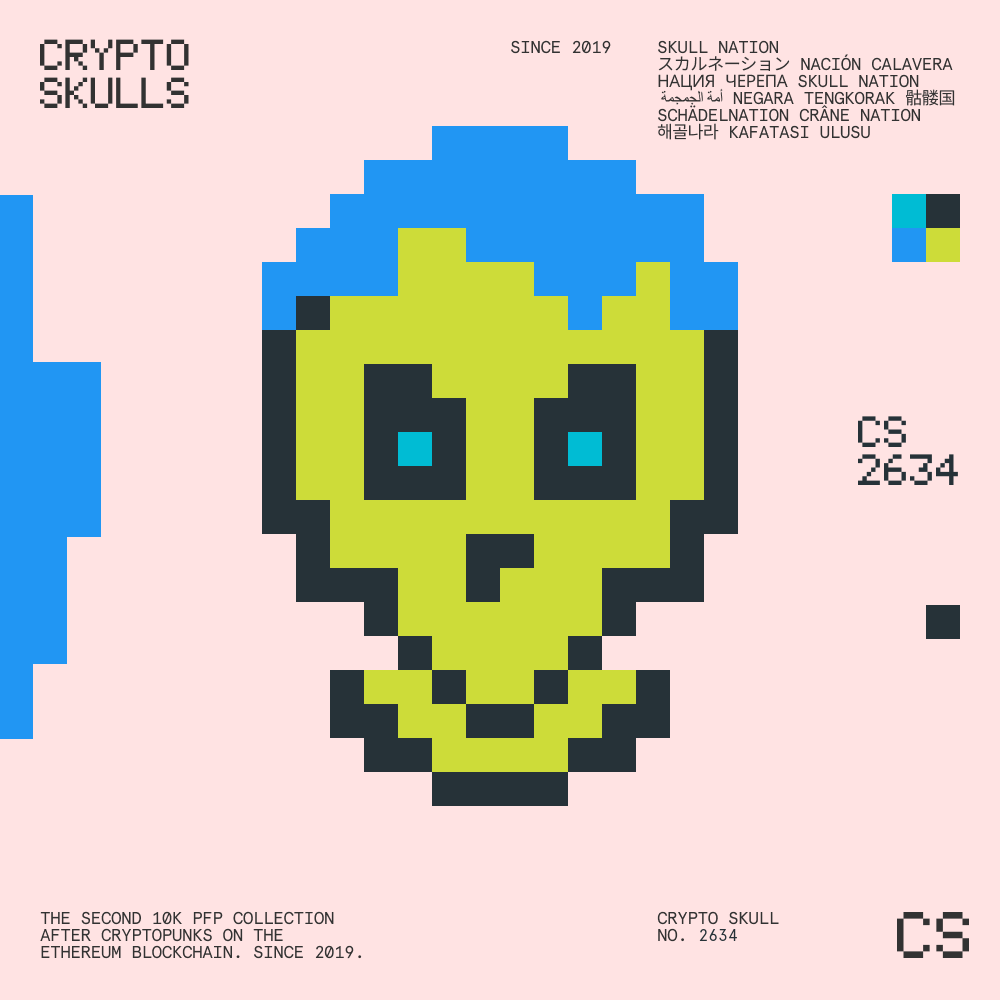 CRYPTO
SKULLS
SINCE 2019
SKULL NATION
スカルネーション NACIÓN CALAVERA
НАЦИЯ ЧЕРЕПА SKULL NATION
أمة الجمجمة NEGARA TENGKORAK 骷髅国
SCHÄDELNATION CRÂNE NATION
해골나라 KAFATASI ULUSU
CS
2634
THE SECOND 10K PFP COLLECTION
AFTER CRYPTOPUNKS ON THE
ETHEREUM BLOCKCHAIN. SINCE 2019.
CRYPTO SKULL
NO. 2634
CS